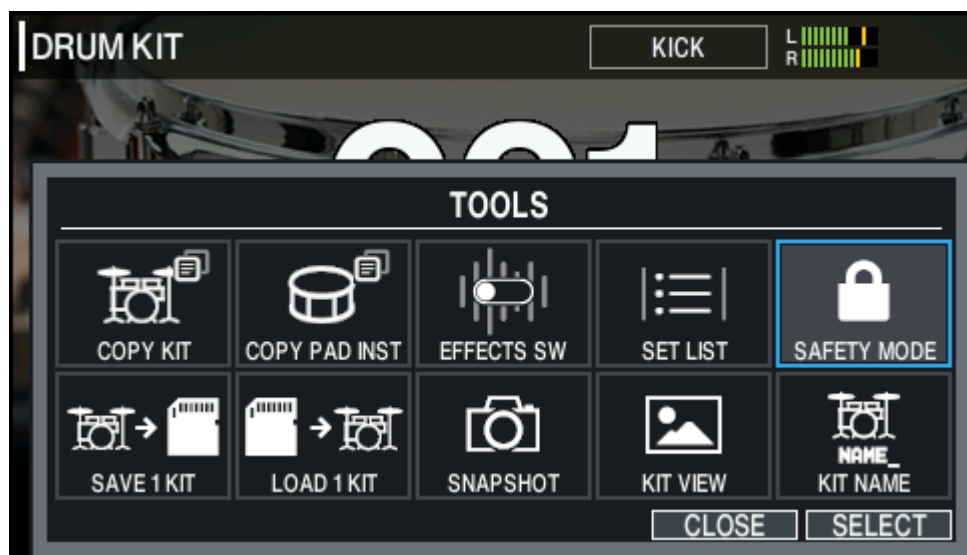 DRUM KIT
KICK
L
R
001
TOOLS
COPY KIT
COPY PAD INST
EFFECTS SW
SET LIST
SAFETY MODE
SAVE 1 KIT
LOAD 1 KIT
SNAPSHOT
KIT VIEW
NAME_
KIT NAME
CLOSE
SELECT